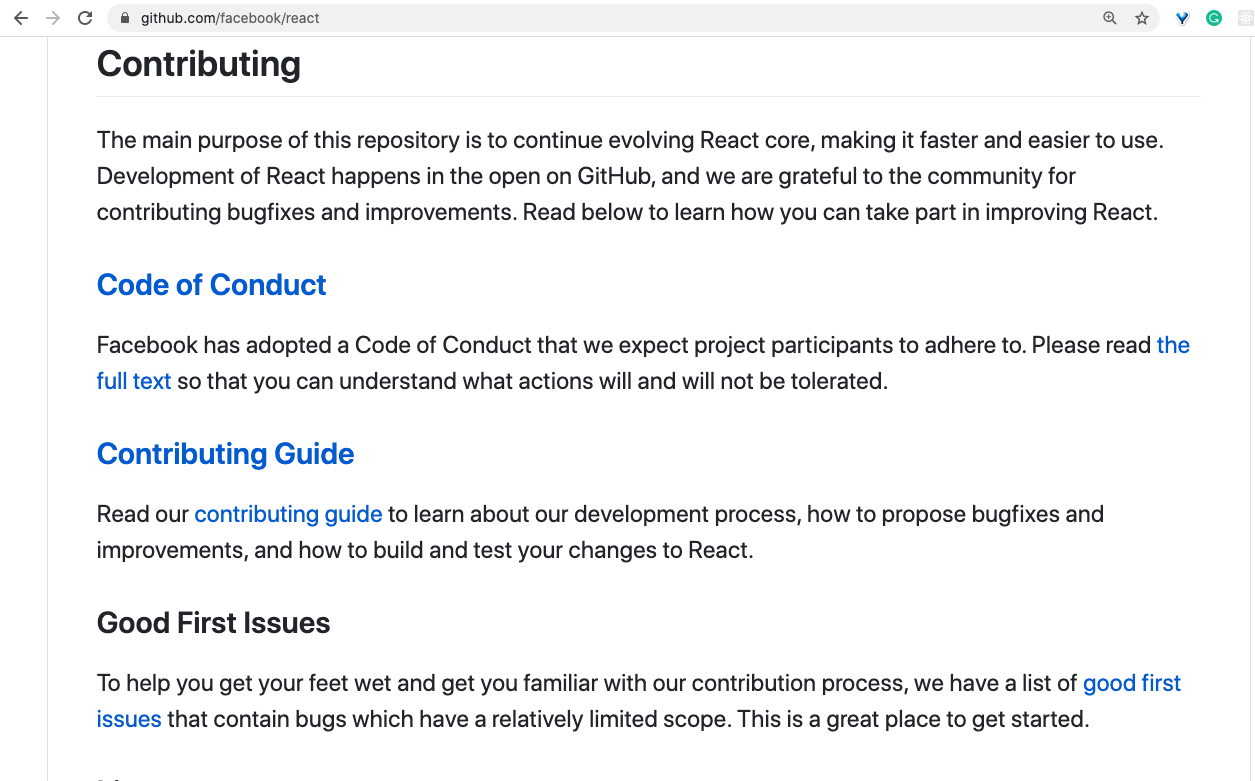 github.com/facebook/react
Contributing
The main purpose of this repository is to continue evolving React core, making it faster and easier to use.
Development of React happens in the open on GitHub, and we are grateful to the community for
contributing bugfixes and improvements. Read below to learn how you can take part in improving React.
Code of Conduct
Facebook has adopted a Code of Conduct that we expect project participants to adhere to. Please read the
full text so that you can understand what actions will and will not be tolerated.
Contributing Guide
Read our contributing guide to learn about our development process, how to propose bugfixes and
improvements, and how to build and test your changes to React.
Good First Issues
To help you get your feet wet and get you familiar with our contribution process, we have a list of good first
issues that contain bugs which have a relatively limited scope. This is a great place to get started.